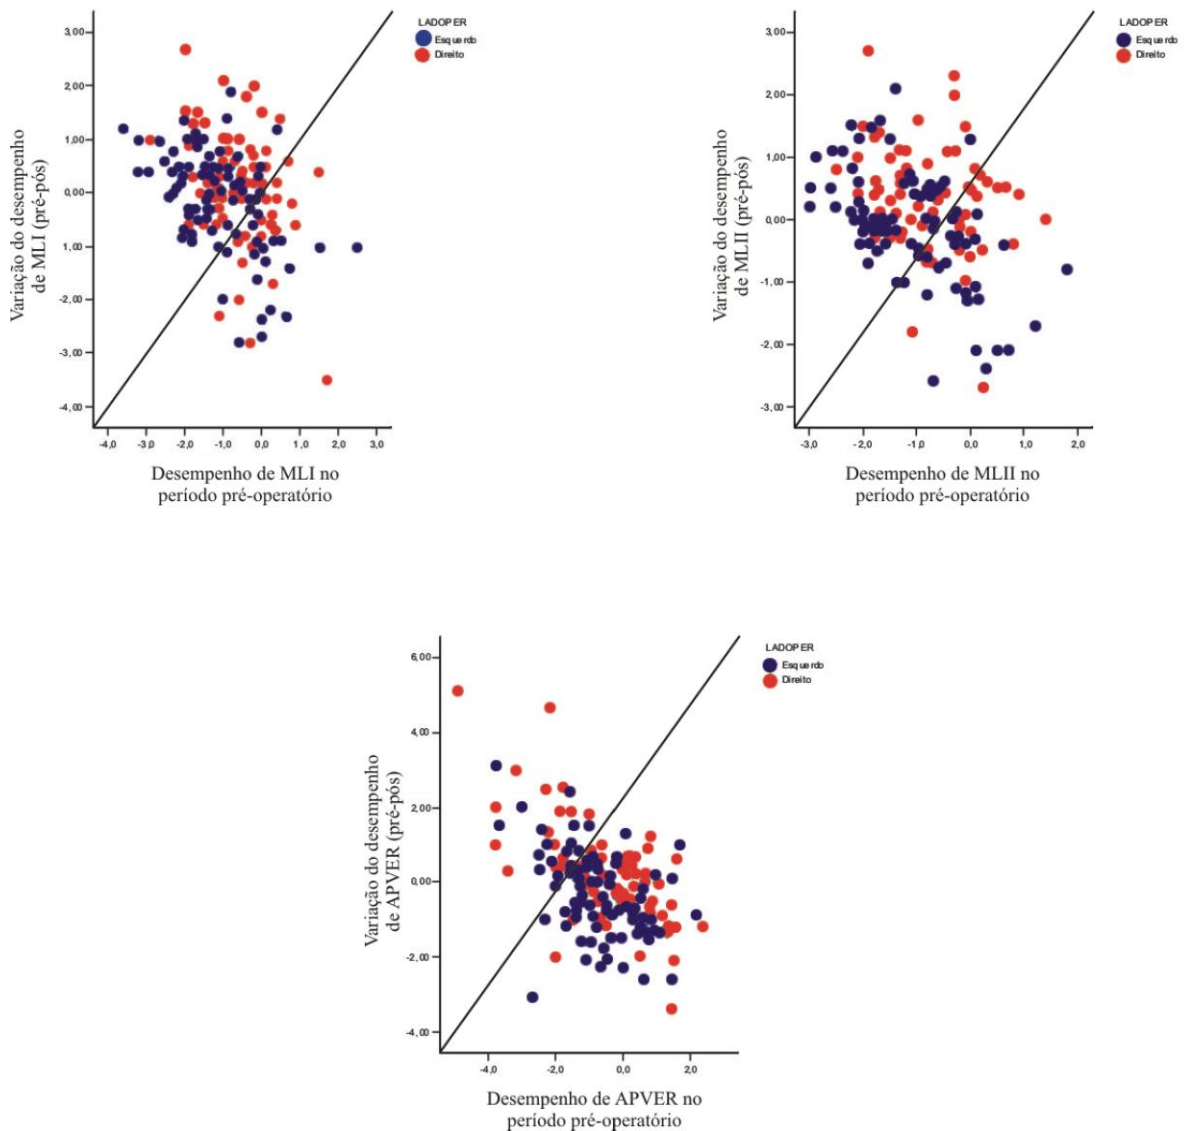 LADOPER
Esquerdo
Direito
3,00
2,00
1,00
0,00
1,00
-2,00
-3,00
-4,00
Variação do desempenho
de MLI (pré-pós)
-4,0 -3,0 -2,0 -1,0 0,0 1,0 2,0 3,0
Desempenho de MLI no
período pré-operatório
LADOPER
Esquerdo
Direito
3,00
2,00
1,00
0,00
-1,00
-2,00
-3,00
Variação do desempenho
de MLII (pré-pós)
-3,0 -2,0 -1,0 0,0 1,0 2,0
Desempenho de MLII no
período pré-operatório
LADOPER
Esquerdo
Direito
6,00
4,00
2,00
0,00
-2,00
-4,00
Variação do desempenho
de APVER (pré-pós)
-4,0 -2,0 0,0 2,0
Desempenho de APVER no
período pré-operatório